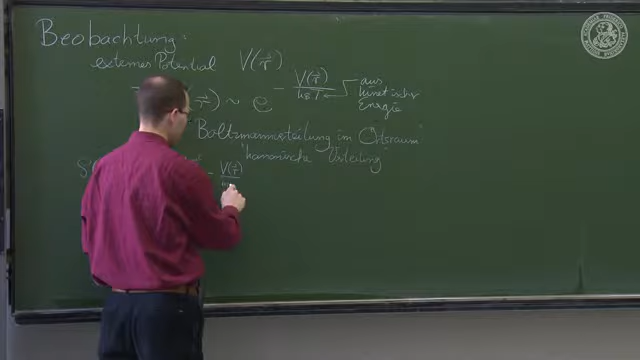 Beobachtung:
externes Potential V(r⃗)
r⃗) ~ e^{-V(r⃗)/k_B T} aus kinetischer Energie
"Boltzmannverteilung im Ortsraum"
"kanonische Verteilung"
- V(r⃗)